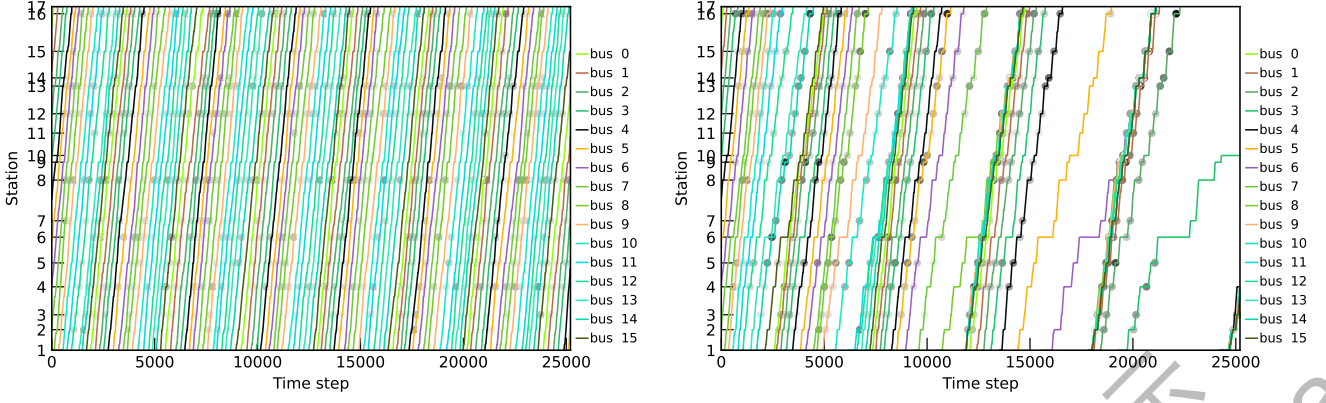 17
16
15
14
13
12
11
10
9
8
7
6
5
4
3
2
1
Station
0
5000
10000
15000
20000
25000
Time step
bus 0
bus 1
bus 2
bus 3
bus 4
bus 5
bus 6
bus 7
bus 8
bus 9
bus 10
bus 11
bus 12
bus 13
bus 14
bus 15
17
16
15
14
13
12
11
10
9
8
7
6
5
4
3
2
1
Station
0
5000
10000
15000
20000
25000
Time step
bus 0
bus 1
bus 2
bus 3
bus 4
bus 5
bus 6
bus 7
bus 8
bus 9
bus 10
bus 11
bus 12
bus 13
bus 14
bus 15